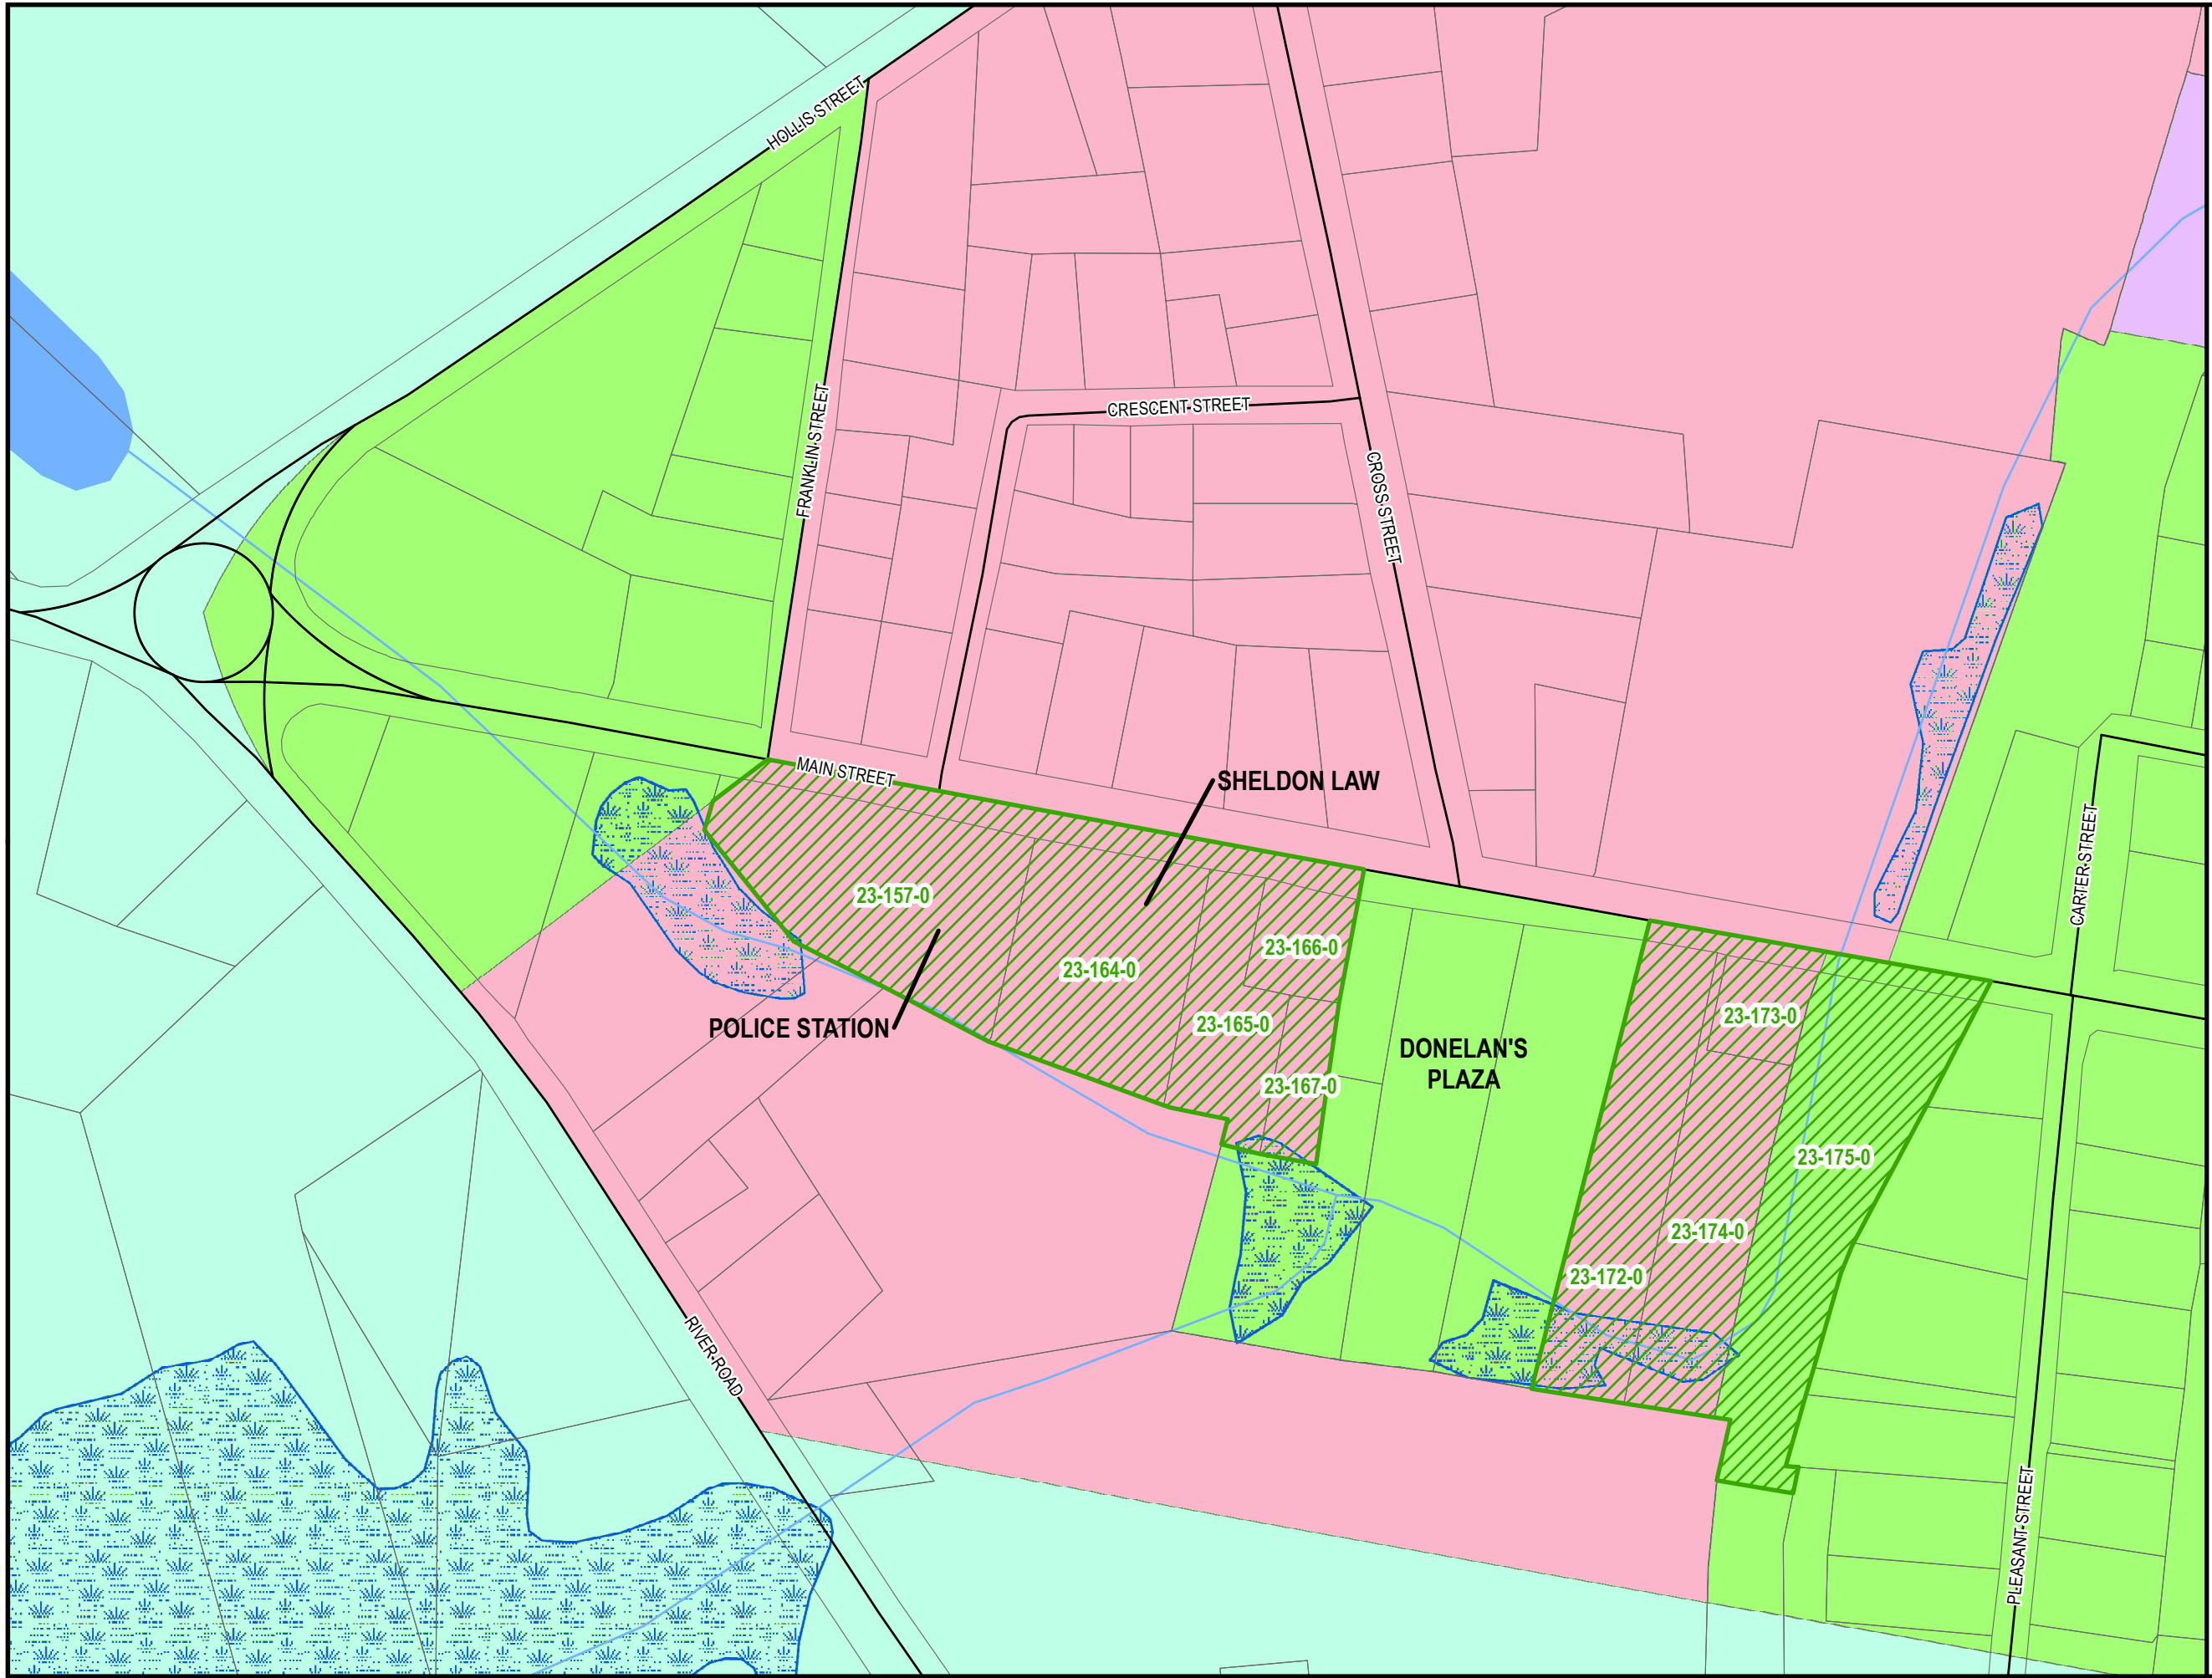 HOLLIS STREET
FRANKLIN STREET
CRESCENT STREET
CROSS STREET
MAIN STREET
SHELDON LAW
CARTER STREET
23-157-0
23-166-0
23-164-0
23-173-0
23-165-0
POLICE STATION
DONELAN'S
PLAZA
23-167-0
23-175-0
23-174-0
23-172-0
RIVER ROAD
PLEASANT STREET